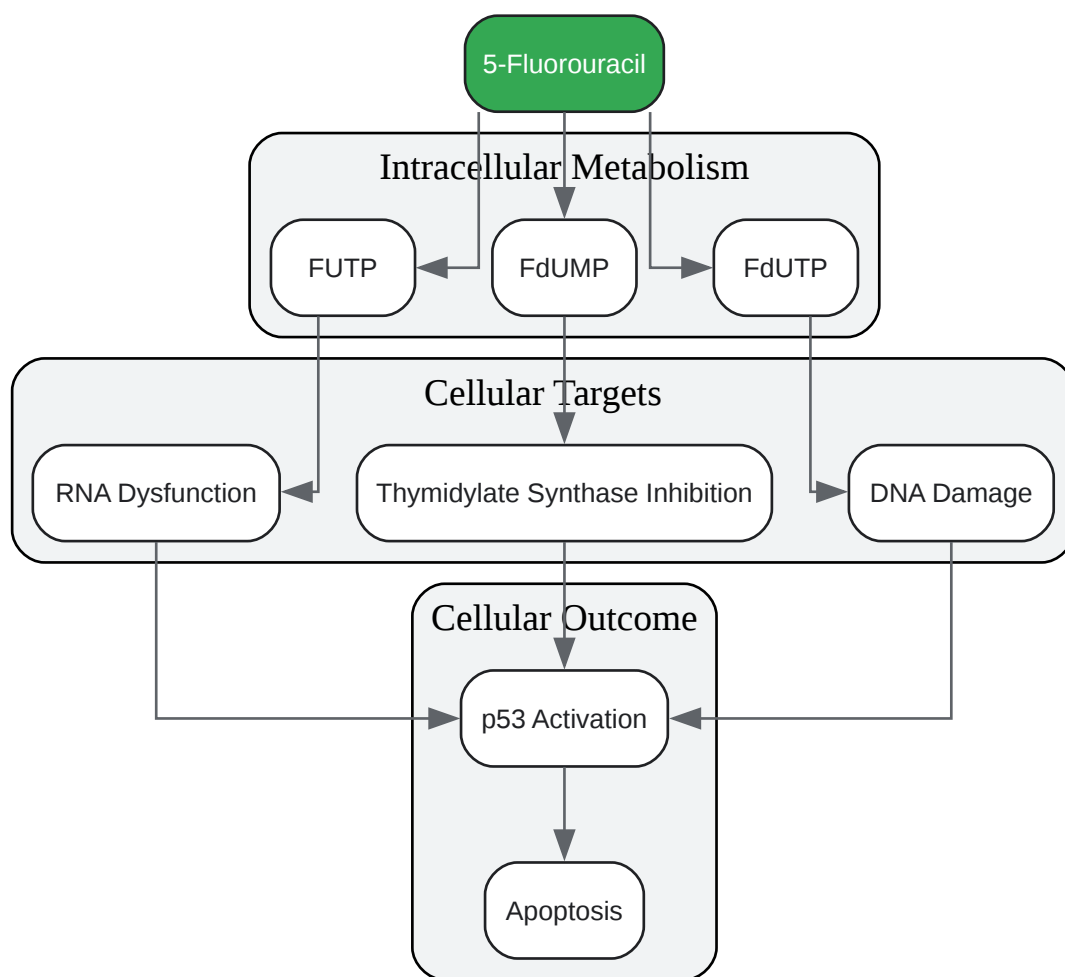 5-Fluorouracil
Intracellular Metabolism
FUTP
FdUMP
FdUTP
Cellular Targets
RNA Dysfunction
Thymidylate Synthase Inhibition
DNA Damage
Cellular Outcome
p53 Activation
Apoptosis